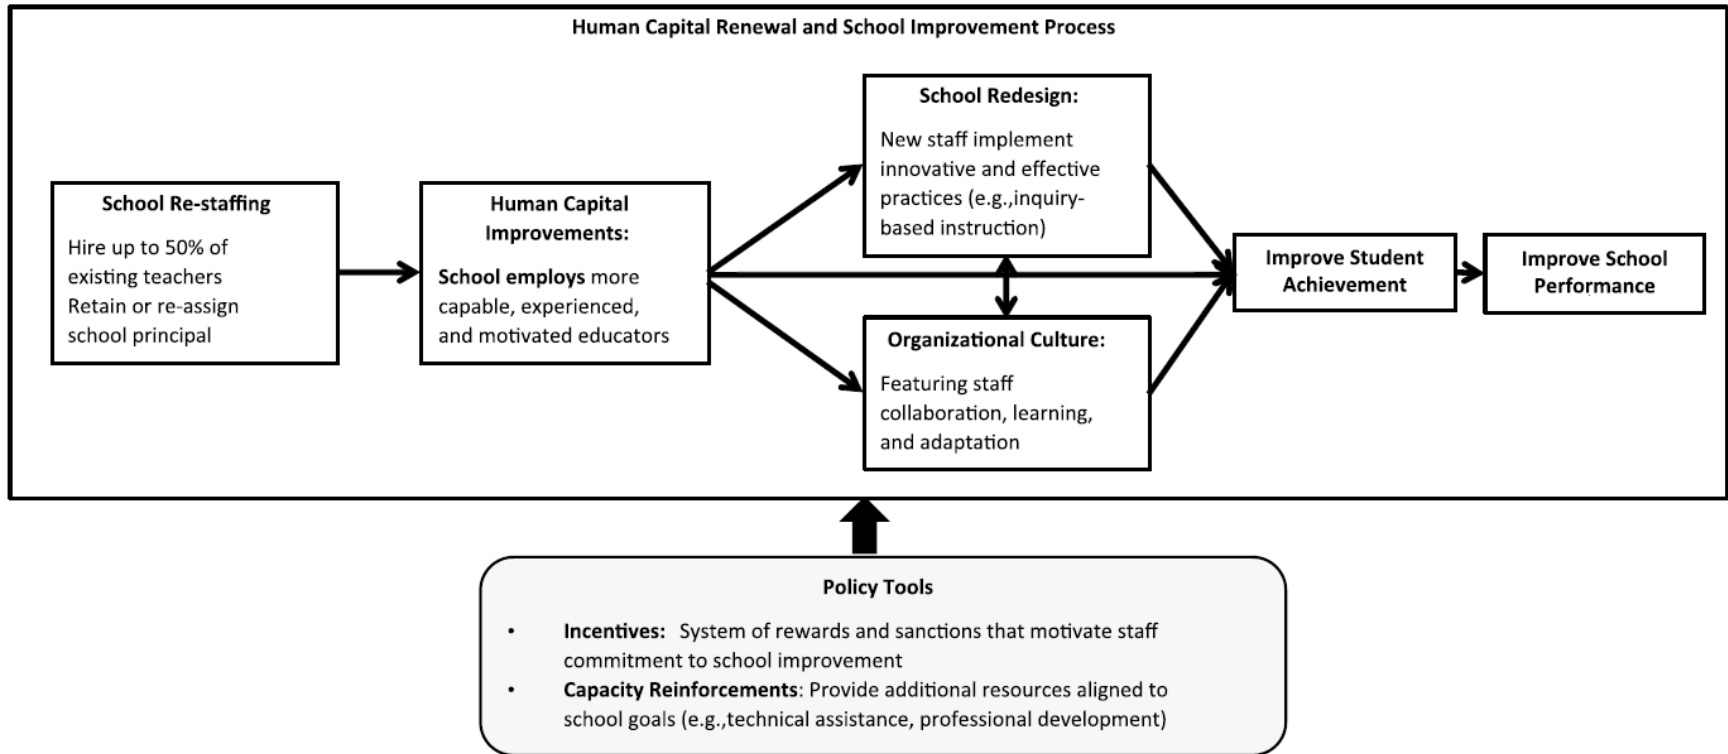 Human Capital Renewal and School Improvement Process
School Re-staffing
Hire up to 50% of
existing teachers
Retain or re-assign
school principal
Human Capital
Improvements:
School employs more
capable, experienced,
and motivated educators
School Redesign:
New staff implement
innovative and effective
practices (e.g.,inquiry-
based instruction)
Organizational Culture:
Featuring staff
collaboration, learning,
and adaptation
Improve Student
Achievement
Improve School
Performance
Policy Tools
• Incentives: System of rewards and sanctions that motivate staff
commitment to school improvement
• Capacity Reinforcements: Provide additional resources aligned to
school goals (e.g.,technical assistance, professional development)